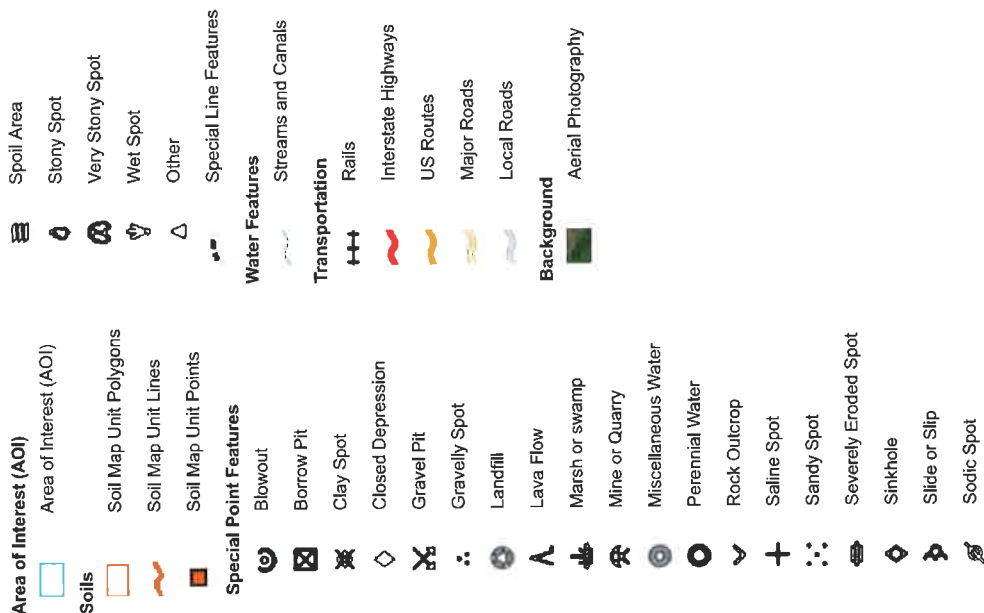 Area of Interest (AOI)
Area of Interest (AOI)
Soils
Soil Map Unit Polygons
Soil Map Unit Lines
Soil Map Unit Points
Special Point Features
Blowout
Borrow Pit
Clay Spot
Closed Depression
Gravel Pit
Gravelly Spot
Landfill
Lava Flow
Marsh or swamp
Mine or Quarry
Miscellaneous Water
Perennial Water
Rock Outcrop
Saline Spot
Sandy Spot
Severely Eroded Spot
Sinkhole
Slide or Slip
Sodic Spot
Spoil Area
Stony Spot
Very Stony Spot
Wet Spot
Other
Special Line Features
Water Features
Streams and Canals
Transportation
Rails
Interstate Highways
US Routes
Major Roads
Local Roads
Background
Aerial Photography